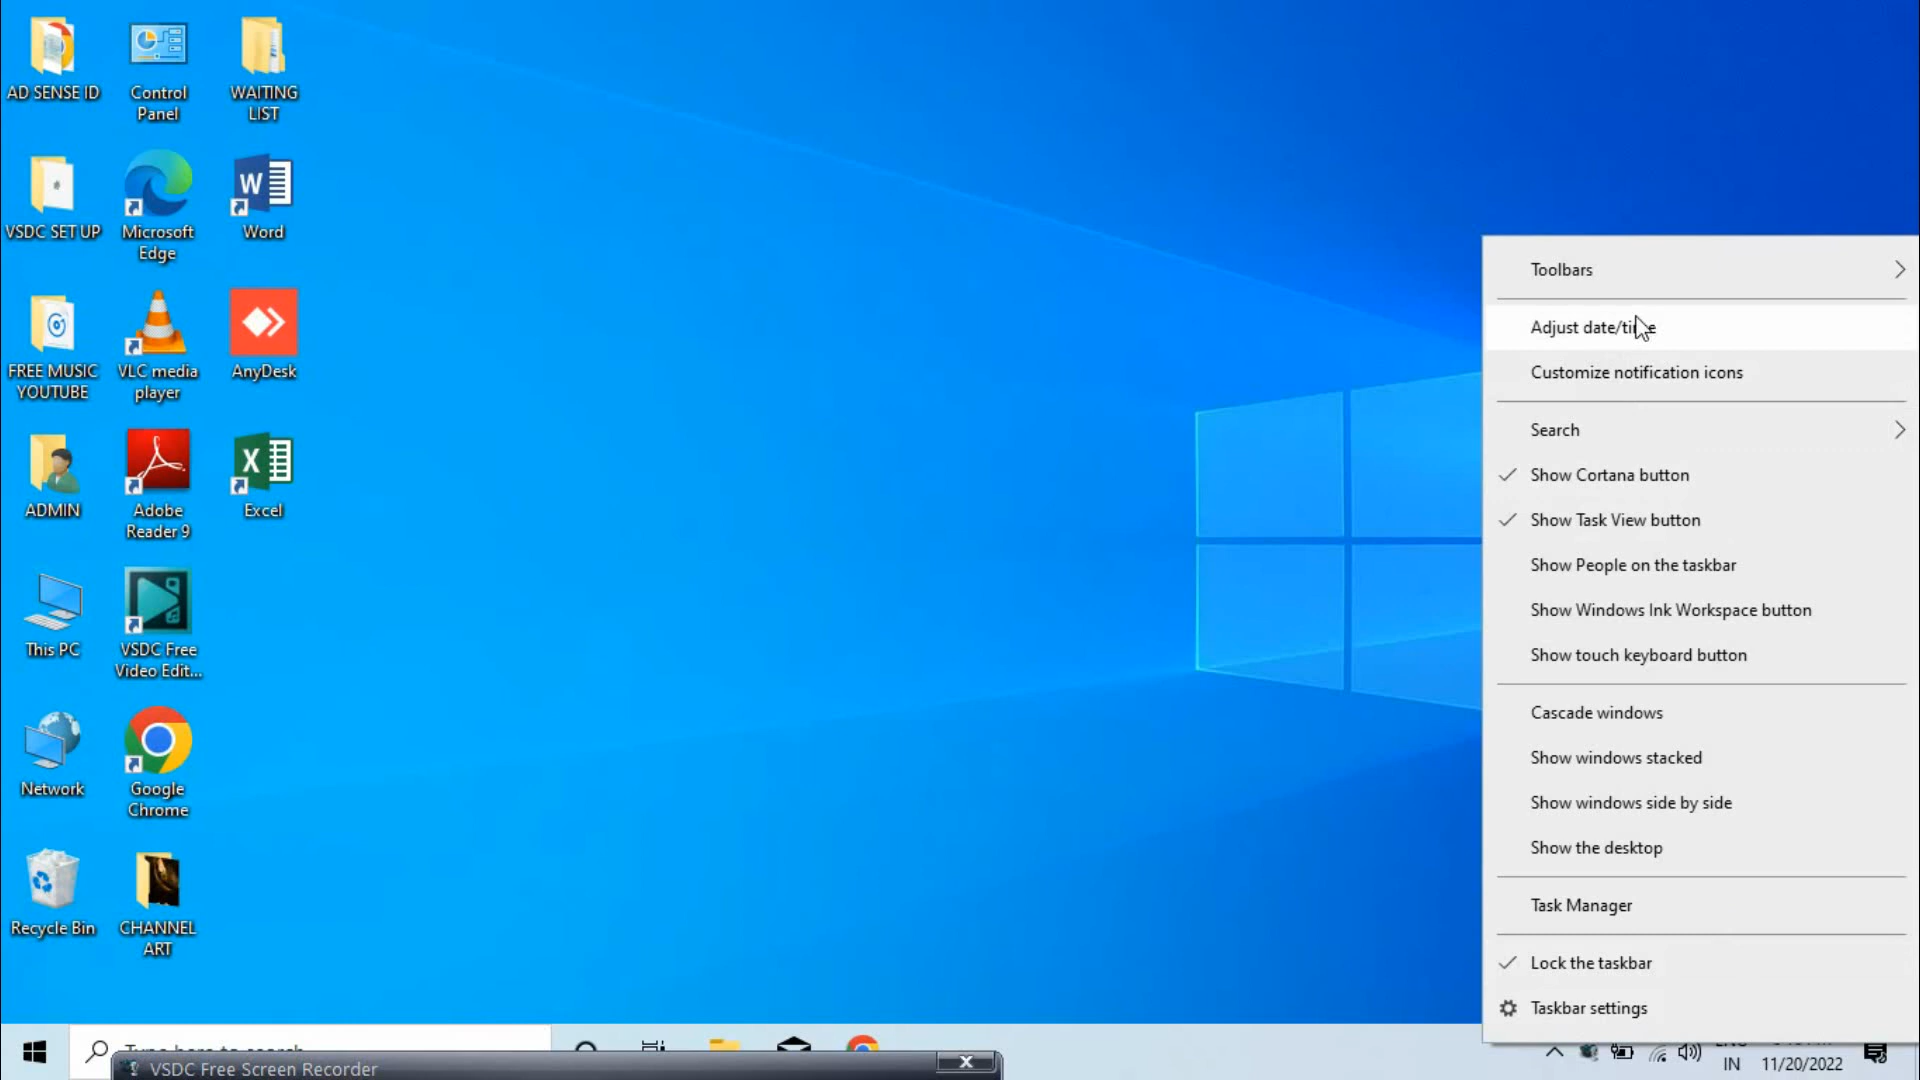 AD SENSE ID
Control
Panel
WAITING
LIST
VSDC SET UP
Microsoft
Edge
Word
FREE MUSIC
YOUTUBE
VLC media
player
AnyDesk
ADMIN
Adobe
Reader 9
Excel
This PC
VSDC Free
Video Edit...
Network
Google
Chrome
Recycle Bin
CHANNEL
ART
Toolbars
Adjust date/time
Customize notification icons
Search
Show Cortana button
Show Task View button
Show People on the taskbar
Show Windows Ink Workspace button
Show touch keyboard button
Cascade windows
Show windows stacked
Show windows side by side
Show the desktop
Task Manager
Lock the taskbar
Taskbar settings
Type here to search
VSDC Free Screen Recorder
ENG
IN
11/20/2022